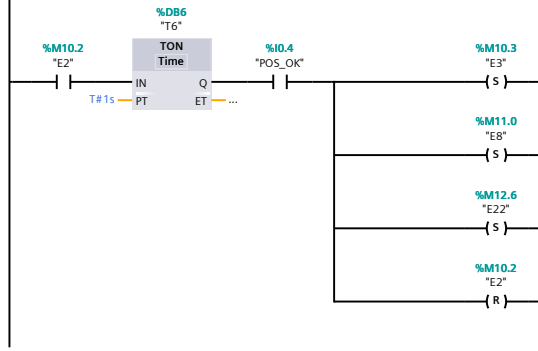 %DB6
"T6"
%M10.2
"E2"
TON
Time
%I0.4
"POS_OK"
%M10.3
"E3"
IN
Q
S
T#1s
PT
ET
...
%M11.0
"E8"
S
%M12.6
"E22"
S
%M10.2
"E2"
R